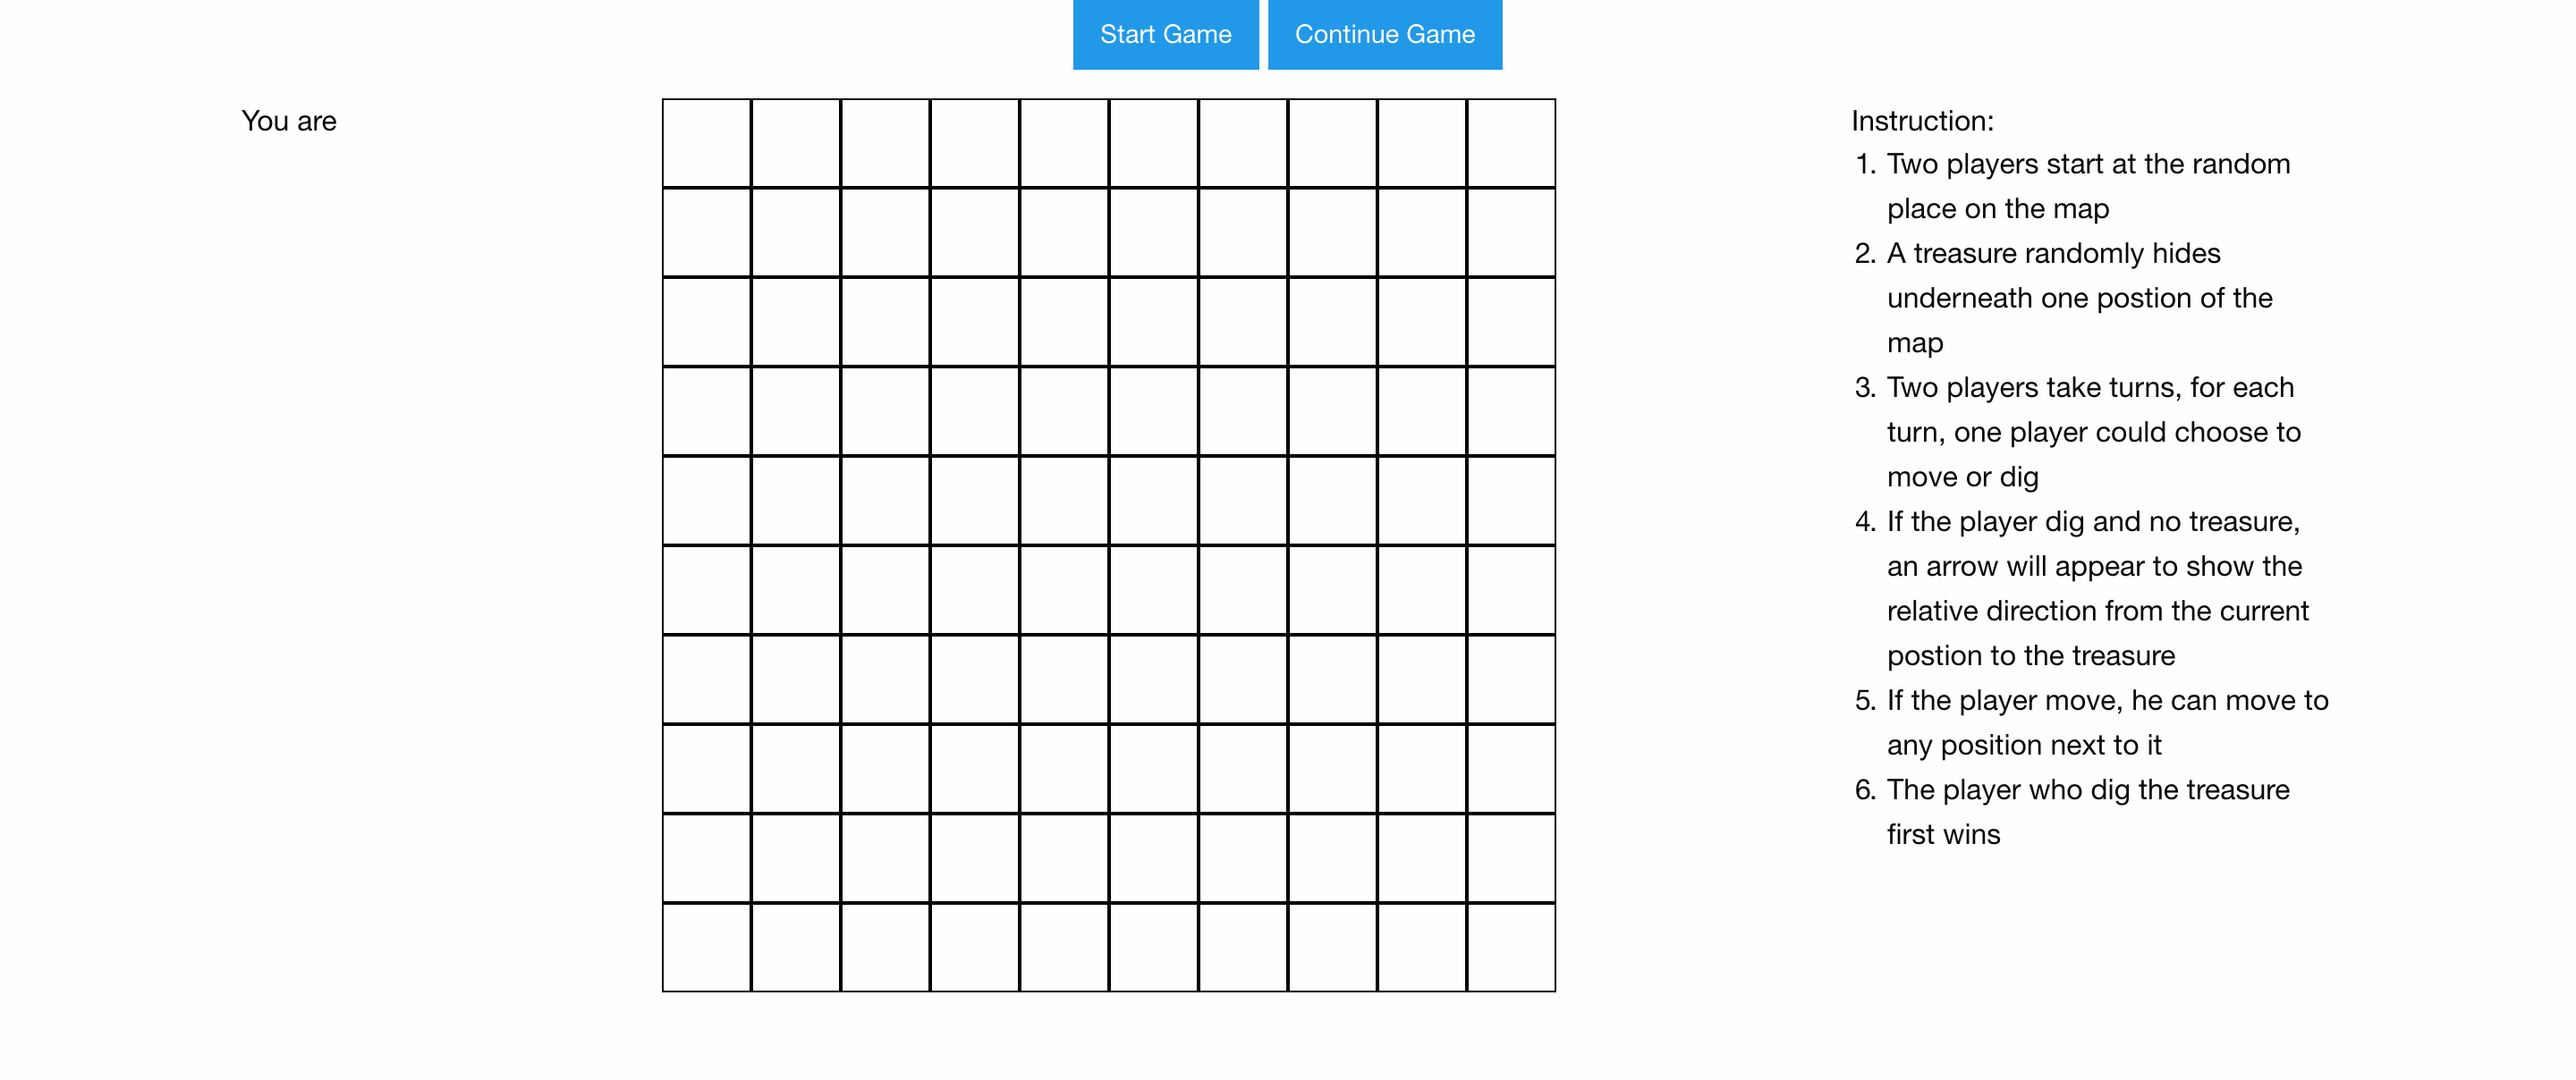 Start Game
Continue Game
You are
Instruction:
1. Two players start at the random
place on the map
2. A treasure randomly hides
underneath one postion of the
map
3. Two players take turns, for each
turn, one player could choose to
move or dig
4. If the player dig and no treasure,
an arrow will appear to show the
relative direction from the current
postion to the treasure
5. If the player move, he can move to
any position next to it
6. The player who dig the treasure
first wins